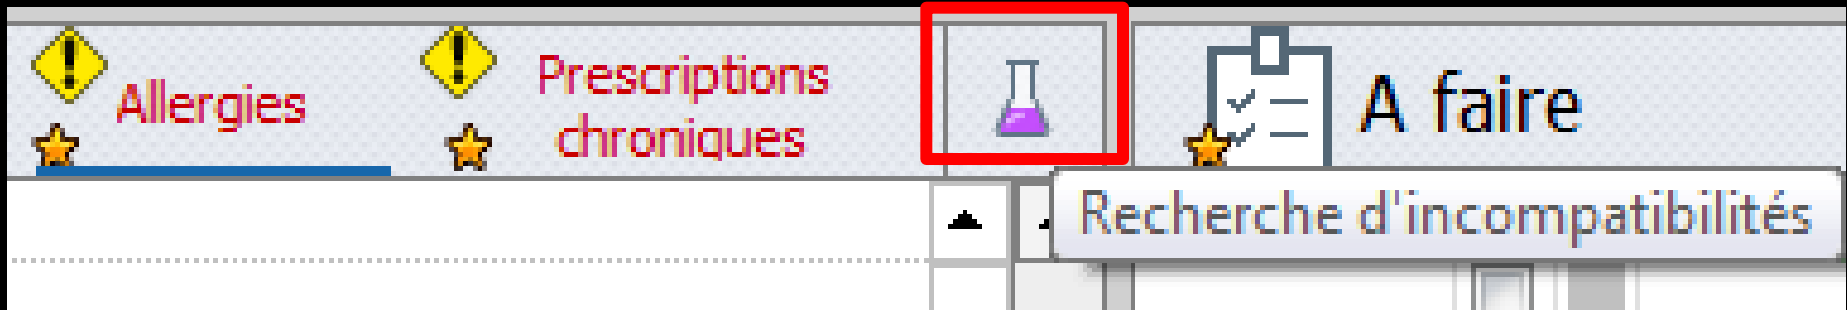 Allergies
Prescriptions
chroniques
A faire
Recherche d'incompatibilités